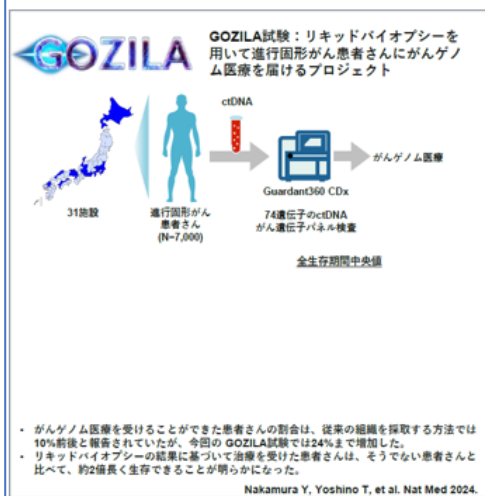 GOZILA
GOZILA試験：リキッドバイオプシーを
用いて進行固形がん患者さんにがんゲノ
ム医療を届けるプロジェクト
ctDNA
がんゲノム医療
Guardant360 CDx
31施設
進行固形がん
患者さん
(N=7,000)
74遺伝子のctDNA
がん遺伝子パネル検査
全生存期間中央値
• がんゲノム医療を受けることができた患者さんの割合は、従来の組織を採取する方法では
10%前後と報告されていたが、今回の GOZILA試験では24%まで増加した。
• リキッドバイオプシーの結果に基づいて治療を受けた患者さんは、そうでない患者さんと
比べて、約2倍長く生存できることが明らかになった。
Nakamura Y, Yoshino T, et al. Nat Med 2024.